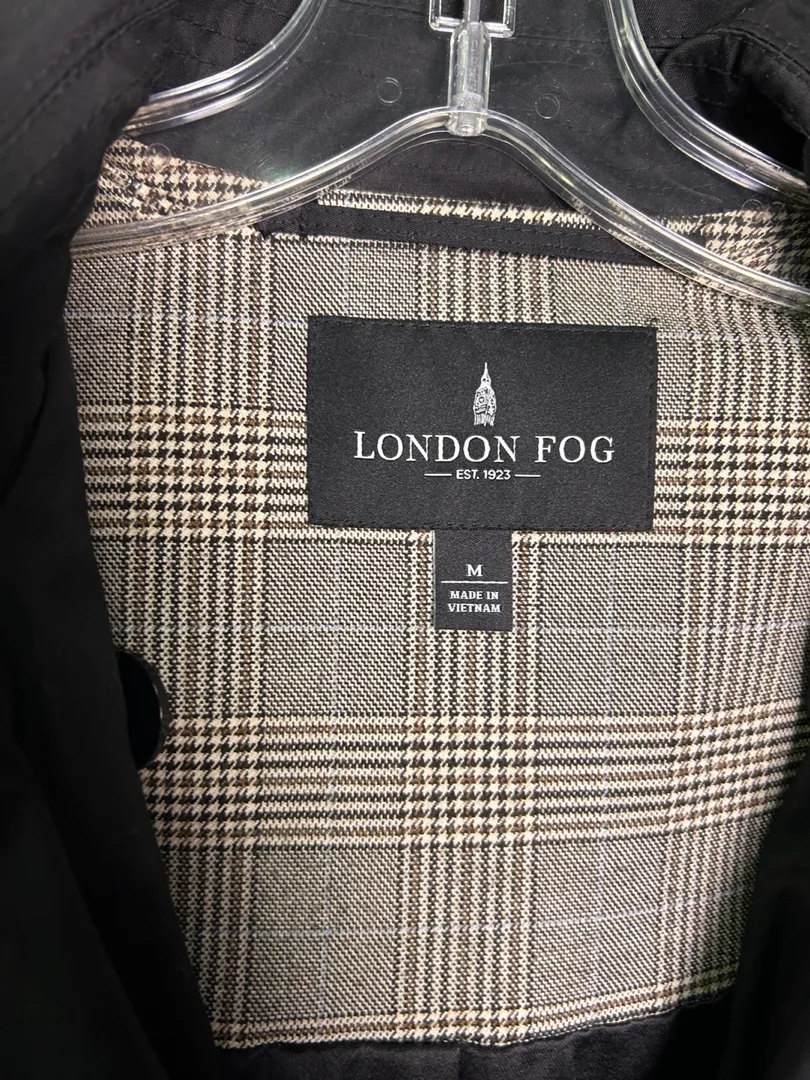 LONDON FOG
EST. 1923
M
MADE IN
VIETNAM